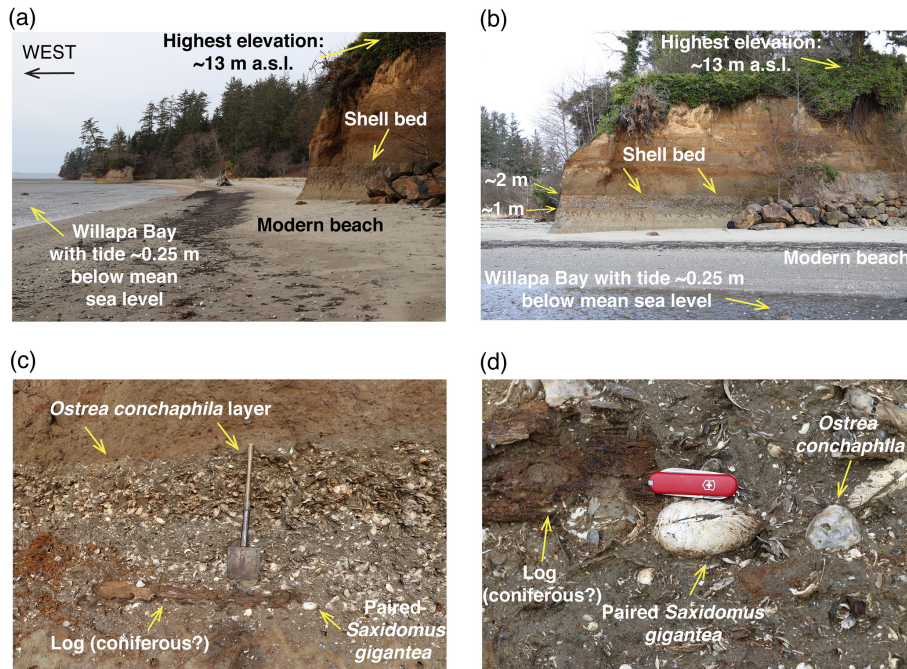 (a)
WEST
Highest elevation:
~13 m a.s.l.
Shell bed
Modern beach
Willapa Bay
with tide ~0.25 m
below mean
sea level
(b)
Highest elevation:
~13 m a.s.l.
Shell bed
~2 m
~1 m
Modern beach
Willapa Bay with tide ~0.25 m
below mean sea level
(c)
Ostrea conchaphila layer
Log (coniferous?)
Paired
Saxidomus
gigantea
(d)
Ostrea
conchaphila
Log
(coniferous?)
Paired Saxidomus
gigantea